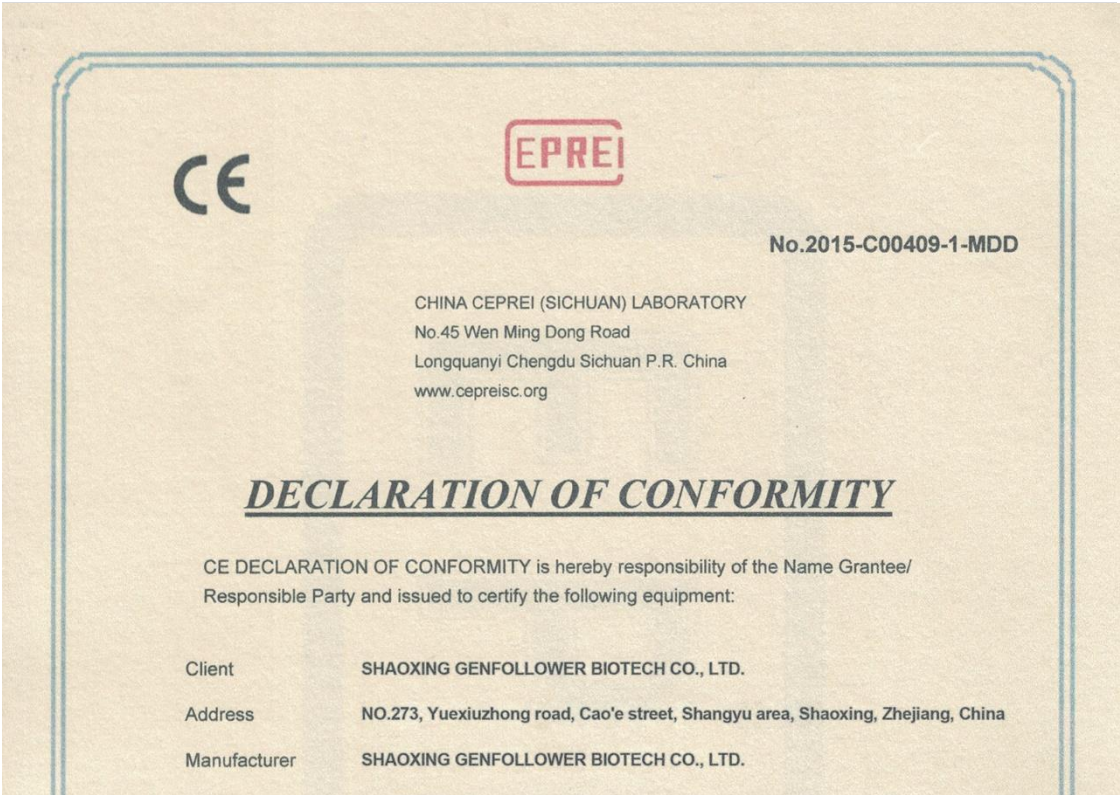 CE
EPREI
No.2015-C00409-1-MDD
CHINA CEPREI (SICHUAN) LABORATORY
No.45 Wen Ming Dong Road
Longquanyi Chengdu Sichuan P.R. China
www.cepreisc.org
DECLARATION OF CONFORMITY
CE DECLARATION OF CONFORMITY is hereby responsibility of the Name Grantee/
Responsible Party and issued to certify the following equipment:
Client SHAOXING GENFOLLOWER BIOTECH CO., LTD.
Address NO.273, Yuexiuzhong road, Cao'e street, Shangyu area, Shaoxing, Zhejiang, China
Manufacturer SHAOXING GENFOLLOWER BIOTECH CO., LTD.